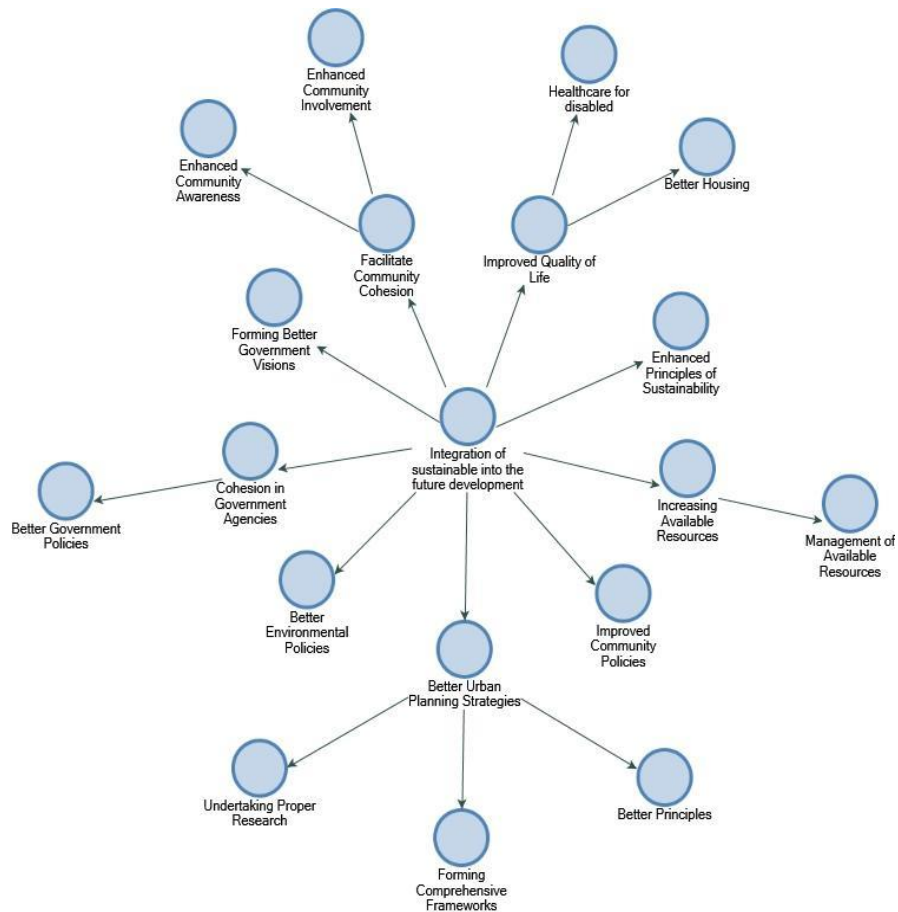 Enhanced
Community
Involvement
Healthcare for
disabled
Enhanced
Community
Awareness
Better Housing
Facilitate
Community
Cohesion
Improved Quality of
Life
Forming Better
Government
Visions
Enhanced
Principles of
Sustainability
Integration of
sustainable into the
future development
Cohesion in
Government
Agencies
Increasing
Available
Resources
Better Government
Policies
Management of
Available
Resources
Better
Environmental
Policies
Improved
Community
Policies
Better Urban
Planning Strategies
Undertaking Proper
Research
Better Principles
Forming
Comprehensive
Frameworks